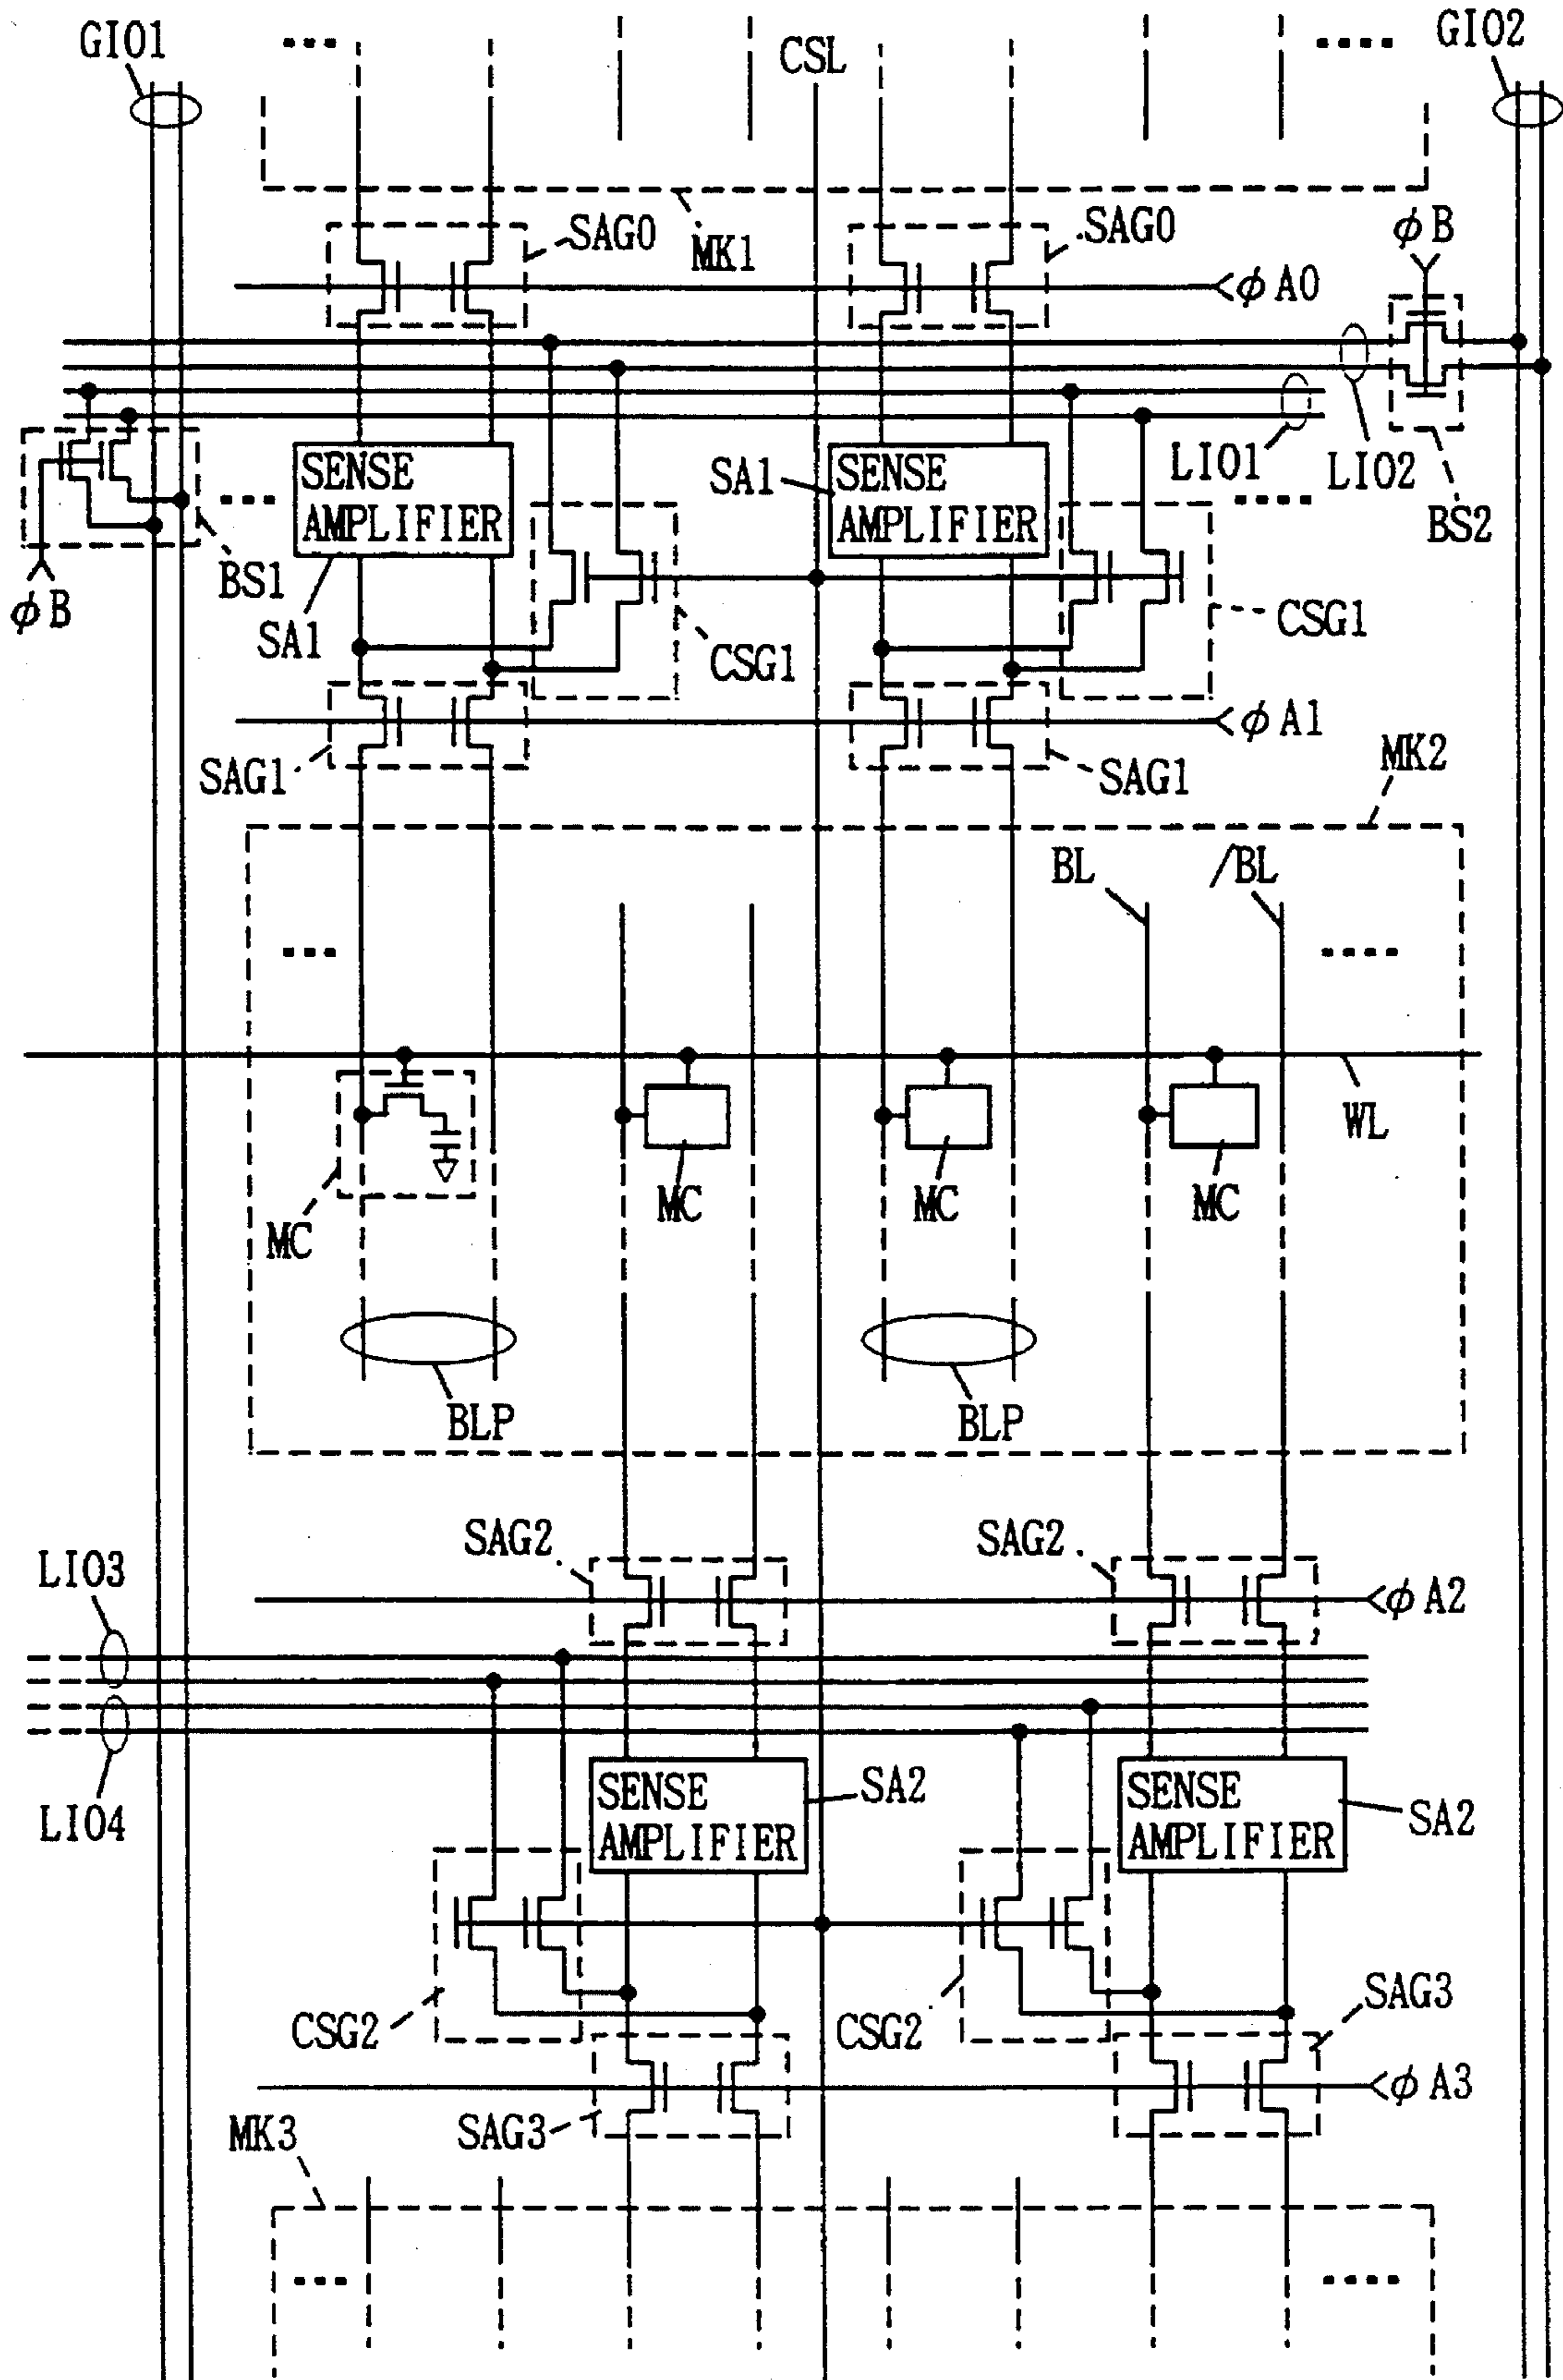 GIO1
CSL
GIO2
SAG0
MK1
SAG0
φB
φA0
LIO1
LIO2
BS2
SENSE
AMPLIFIER
SA1
SENSE
AMPLIFIER
φB
BS1
SA1
CSG1
CSG1
φA1
SAG1
SAG1
MK2
BL
/BL
WL
MC
MC
MC
MC
BLP
BLP
SAG2
SAG2
LIO3
φA2
LIO4
SENSE
AMPLIFIER
SA2
SENSE
AMPLIFIER
SA2
CSG2
CSG2
SAG3
φA3
SAG3
MK3